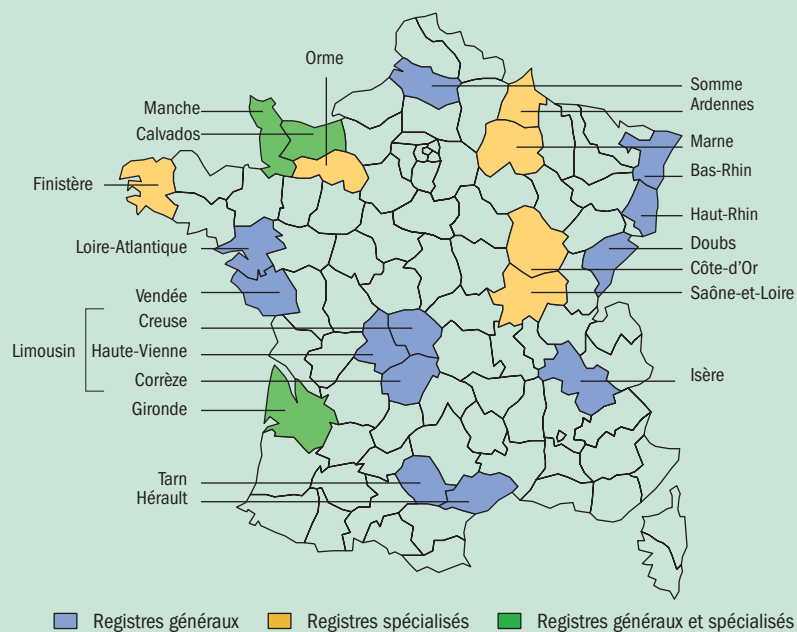 Orme
Manche
Calvados
Finistère
Loire-Atlantique
Vendée
Creuse
Limousin
Haute-Vienne
Corrèze
Gironde
Tarn
Hérault
Somme
Ardennes
Marne
Bas-Rhin
Haut-Rhin
Doubs
Côte-d'Or
Saône-et-Loire
Isère
Registres généraux
Registres spécialisés
Registres généraux et spécialisés